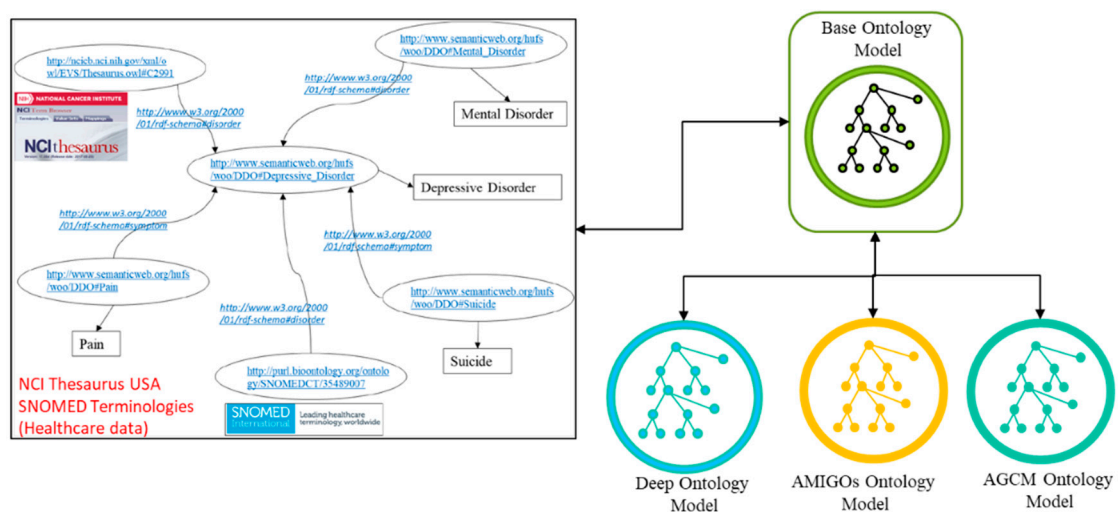 http://www.semanticweb.org/hufs
/woo/DDO#Mental_Disorder
Base Ontology
Model
http://ncicb.nci.nih.gov/xml/o
wl/EVS/Thesaurus.owl#C2991
http://www.w3.org/2000
/01/rdf-schema#disorder
NATIONAL CANCER INSTITUTE
http://www.w3.org/2000
/01/rdf-schema#disorder
Mental Disorder
NCI Term Browser
NCIthesaurus
http://www.semanticweb.org/hufs
/woo/DDO#Depressive_Disorder
Depressive Disorder
http://www.w3.org/2000
/01/rdf-schema#symptom
http://www.w3.org/2000
/01/rdf-schema#symptom
http://www.semanticweb.org/hufs
/woo/DDO#Pain
http://www.semanticweb.org/hufs
/woo/DDO#Suicide
http://www.w3.org/2000
/01/rdf-schema#disorder
Pain
Suicide
http://purl.bioontology.org/ontolo
gy/SNOMEDCT/35489007
NCI Thesaurus USA
SNOMED Terminologies
(Healthcare data)
SNOMED
International
Leading healthcare
terminology, worldwide
Deep Ontology
Model
AMIGOs Ontology
Model
AGCM Ontology
Model